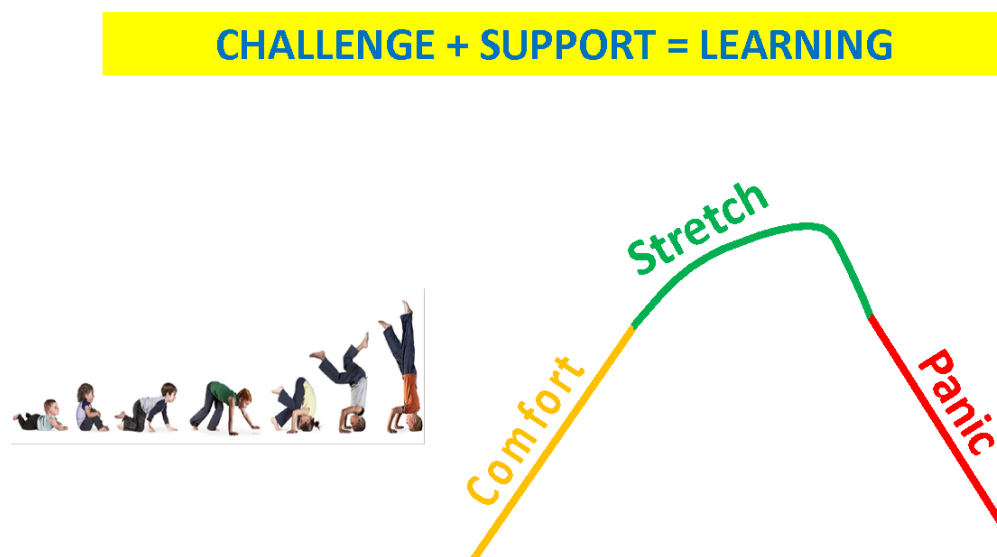 CHALLENGE + SUPPORT = LEARNING
Comfort
Stretch
Panic